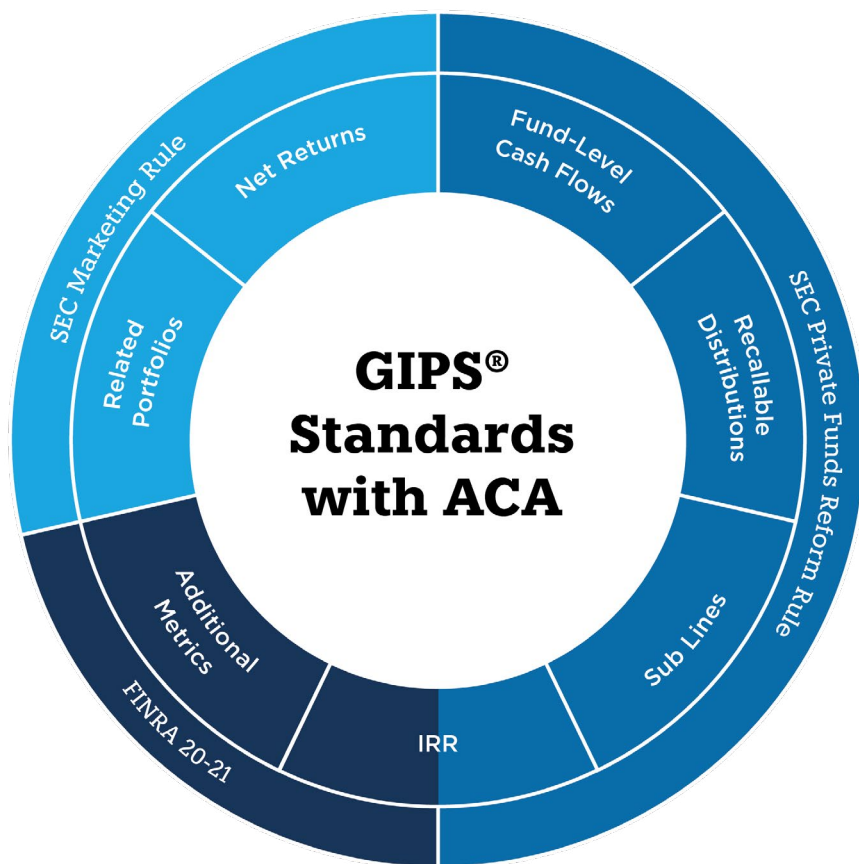 SEC Marketing Rule
Net Returns
Related
Portfolios
Fund-Level
Cash Flows
Recallable
Distributions
SEC Private Funds Reform Rule
Sub Lines
IRR
Additional
Metrics
FINRA 20-21
GIPS®
Standards
with ACA